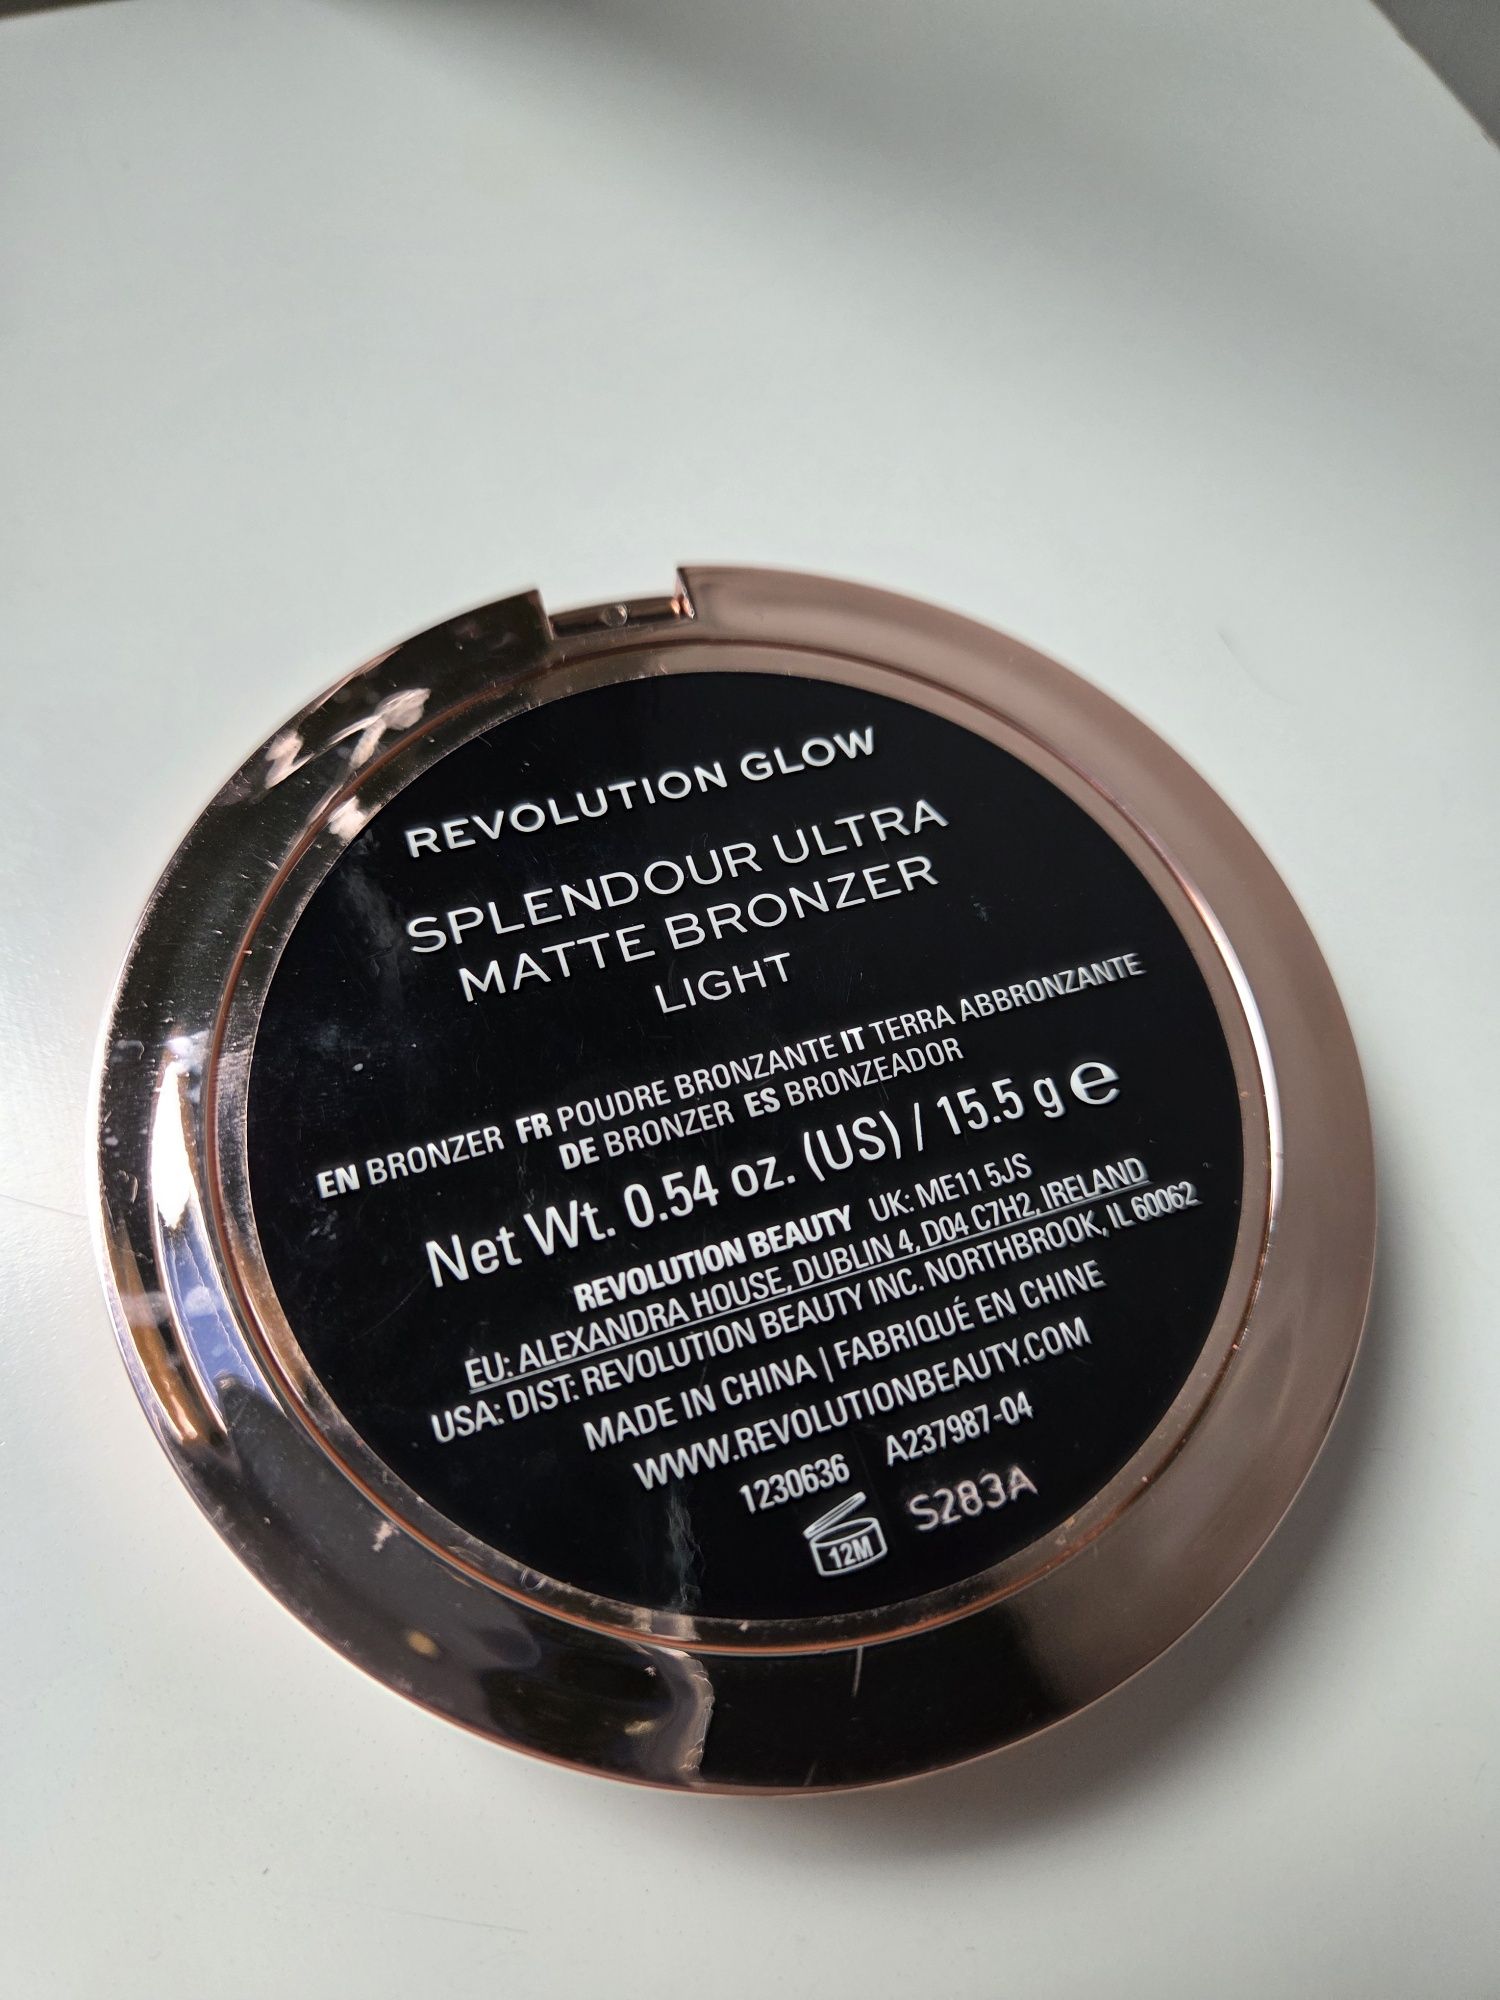 REVOLUTION GLOW
SPLENDOUR ULTRA
MATTE BRONZER
LIGHT
EN BRONZER FR POUDRE BRONZANTE IT TERRA ABBRONZANTE
DE BRONZER ES BRONZEADOR
Net Wt. 0.54 oz. (US) / 15.5 g ℮
REVOLUTION BEAUTY UK: ME11 5JS
EU: ALEXANDRA HOUSE, DUBLIN 4, D04 C7H2, IRELAND
USA: DIST: REVOLUTION BEAUTY INC. NORTHBROOK, IL 60062
MADE IN CHINA | FABRIQUÉ EN CHINE
WWW.REVOLUTIONBEAUTY.COM
1230636 A237987-04
12M S283A